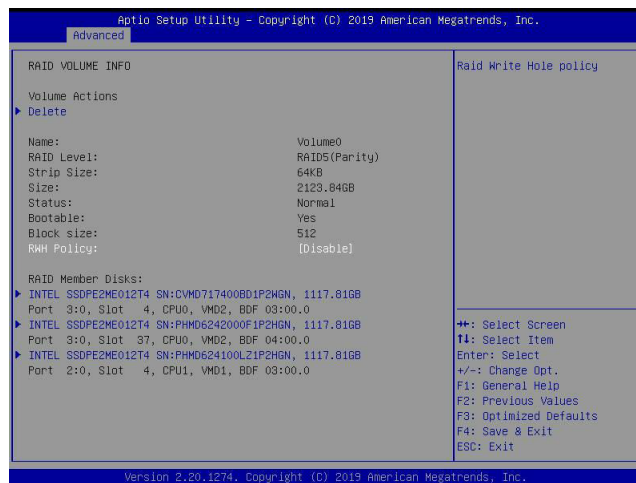 Aptio Setup Utility – Copyright (C) 2019 American Megatrends, Inc.
Advanced
RAID VOLUME INFO
Volume Actions
Delete
Name: Volume0
RAID Level: RAID5(Parity)
Strip Size: 64KB
Size: 2123.84GB
Status: Normal
Bootable: Yes
Block size: 512
RWH Policy: [Disable]
RAID Member Disks:
INTEL SSDPE2ME012T4 SN:CVMD717400BD1P2WGN, 1117.81GB
Port 3:0, Slot 4, CPU0, VMD2, BDF 03:00.0
INTEL SSDPE2ME012T4 SN:PHMD6242000F1P2HGN, 1117.81GB
Port 3:0, Slot 37, CPU0, VMD2, BDF 04:00.0
INTEL SSDPE2ME012T4 SN:PHMD624100LZ1P2HGN, 1117.81GB
Port 2:0, Slot 4, CPU1, VMD1, BDF 03:00.0
Raid Write Hole policy
→←: Select Screen
↑↓: Select Item
Enter: Select
+/-: Change Opt.
F1: General Help
F2: Previous Values
F3: Optimized Defaults
F4: Save & Exit
ESC: Exit
Version 2.20.1274. Copyright (C) 2019 American Megatrends, Inc.